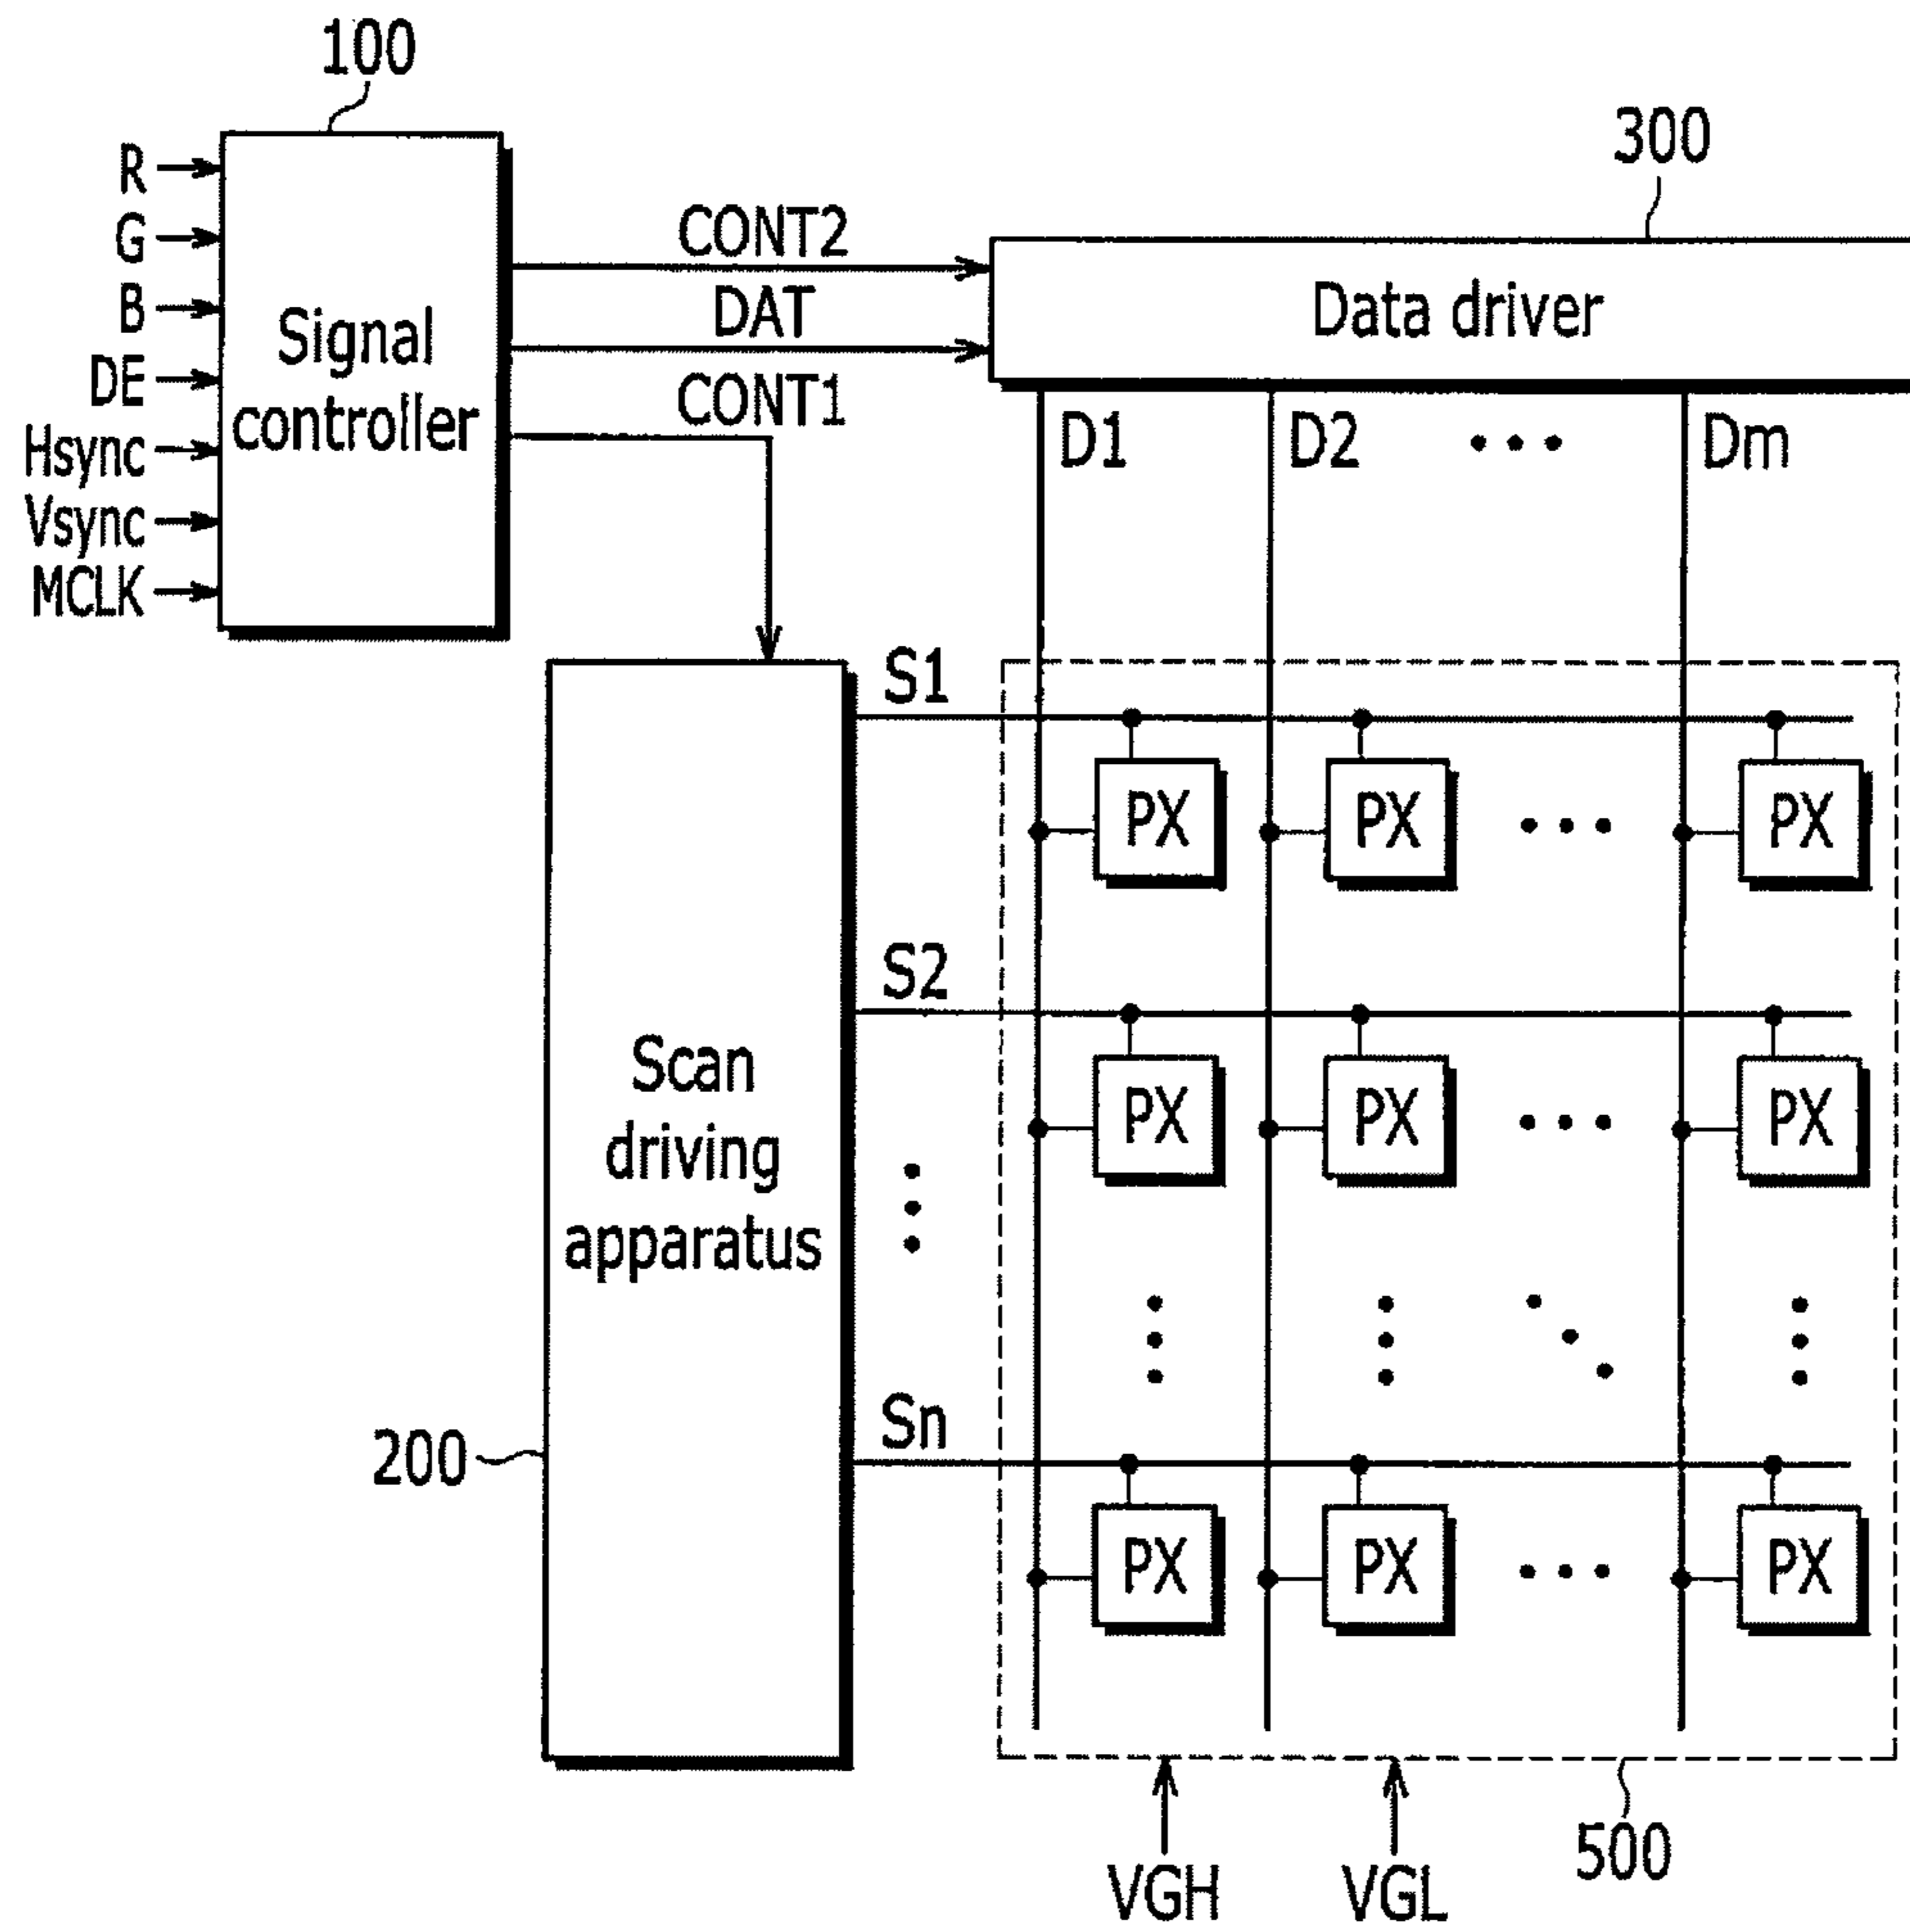 100
300
R
G
B
DE
Hsync
Vsync
MCLK
Signal
controller
CONT2
DAT
CONT1
Data driver
D1
D2
Dm
S1
PX
PX
PX
S2
PX
PX
PX
Scan
driving
apparatus
200
Sn
PX
PX
PX
VGH
VGL
500